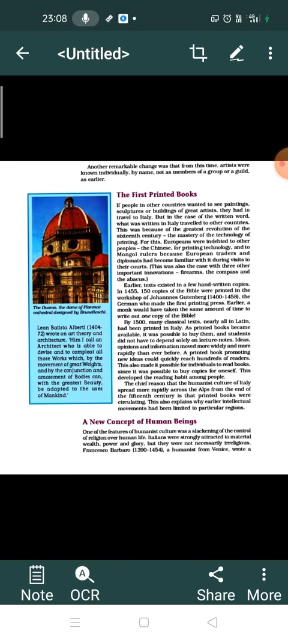 23:08
<Untitled>
Another remarkable change was that from this time, artists were
known individually, by name, not as members of a group or a guild,
as earlier.
The First Printed Books
If people in other countries wanted to see paintings,
sculptures or buildings of great artists, they had to
travel to Italy. But in the case of the written word,
what was written in Italy travelled to other countries.
This was because of the greatest revolution of the
sixteenth century – the mastery of the technology of
printing. For this, Europeans were indebted to other
peoples – the Chinese, for printing technology, and to
Mongol rulers because European traders and
diplomats had become familiar with it during visits to
their courts. (This was also the case with three other
important innovations – firearms, the compass and
the abacus.)
Earlier, texts existed in a few hand-written copies.
In 1455, 150 copies of the Bible were printed in the
workshop of Johannes Gutenberg (1400-1458), the
German who made the first printing press. Earlier, a
monk would have taken the same amount of time to
write out one copy of the Bible!
By 1500, many classical texts, nearly all in Latin,
had been printed in Italy. As printed books became
available, it was possible to buy them, and students
did not have to depend solely on lecture-notes. Ideas,
opinions and information moved more widely and more
rapidly than ever before. A printed book promoting
new ideas could quickly reach hundreds of readers.
This also made it possible for individuals to read books,
since it was possible to buy copies for oneself. This
developed the reading habit among people.
The chief reason that the humanist culture of Italy
spread more rapidly across the Alps from the end of
the fifteenth century is that printed books were
circulating. This also explains why earlier intellectual
movements had been limited to particular regions.
The Duomo, the dome of Florence
cathedral designed by Brunelleschi.
Leon Batista Alberti (1404-
72) wrote on art theory and
architecture. 'Him I call an
Architect who is able to
devise and to compleat all
those Works which, by the
movement of great Weights,
and by the conjunction and
amassment of Bodies can,
with the greatest Beauty,
be adapted to the uses
of Mankind.'
A New Concept of Human Beings
One of the features of humanist culture was a slackening of the control
of religion over human life. Italians were strongly attracted to material
wealth, power and glory, but they were not necessarily irreligious.
Francesco Barbaro (1390-1454), a humanist from Venice, wrote a
Note
OCR
Share
More